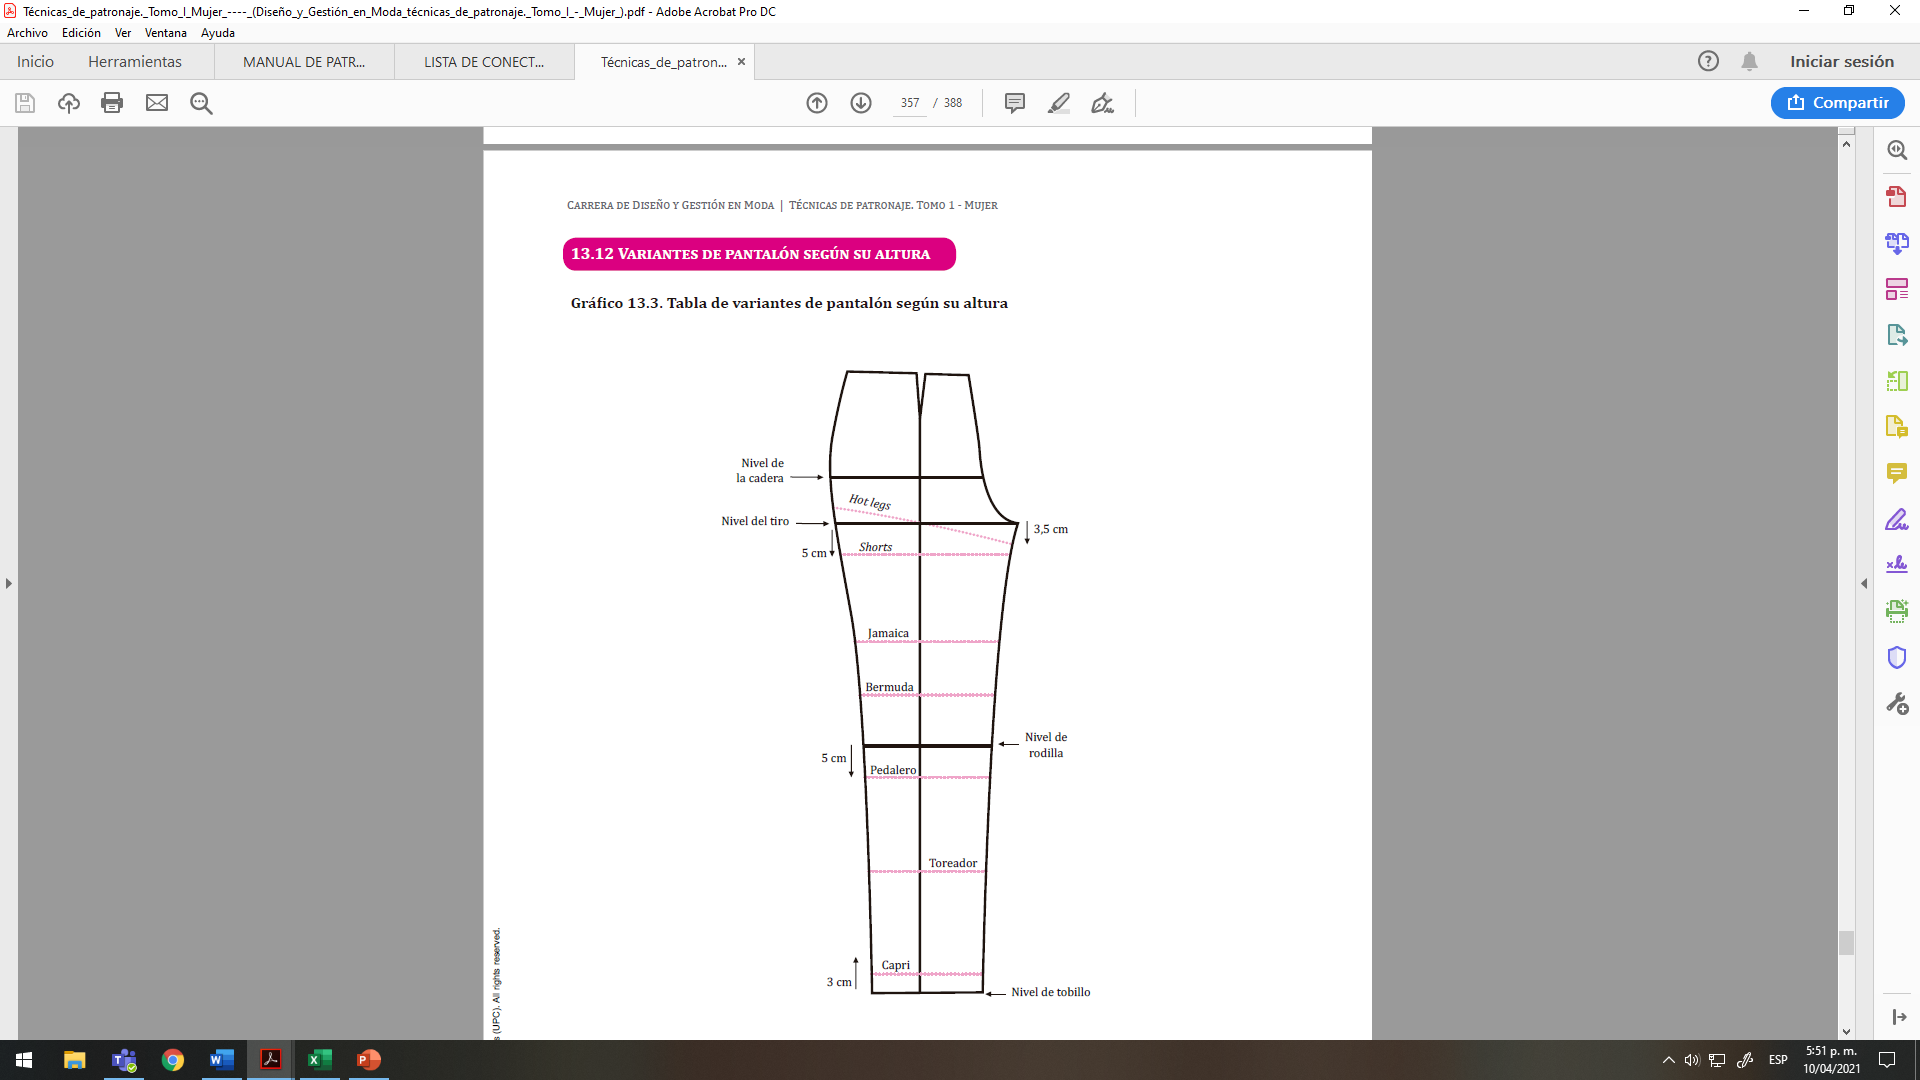 Técnicas_de_patronaje._Tomo_I_Mujer_----_(Diseño_y_Gestión_en_Moda_técnicas_de_patronaje._Tomo_I_-_Mujer_).pdf - Adobe Acrobat Pro DC
Archivo Edición Ver Ventana Ayuda
Inicio Herramientas MANUAL DE PATR... LISTA DE CONECT... Técnicas_de_patron... × Iniciar sesión
357 / 388 Compartir
Carrera de Diseño y Gestión en Moda | Técnicas de patronaje. Tomo 1 - Mujer
13.12 Variantes de pantalón según su altura
Gráfico 13.3. Tabla de variantes de pantalón según su altura
Nivel de
la cadera
Hot legs
Nivel del tiro
3,5 cm
Shorts
5 cm
Jamaica
Bermuda
Nivel de
rodilla
5 cm
Pedalero
Toreador
Capri
3 cm
Nivel de tobillo
s (UPC). All rights reserved.
ESP
5:51 p. m.
10/04/2021